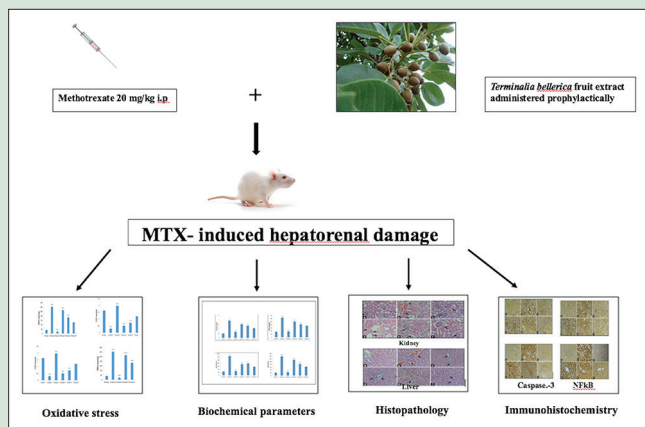 Methotrexate 20 mg/kg i.p
+
Terminalia bellerica fruit extract
administered prophylactically
MTX- induced hepatorenal damage
Kidney
Liver
Caspase.-3
NFkB
Oxidative stress
Biochemical parameters
Histopathology
Immunohistochemistry